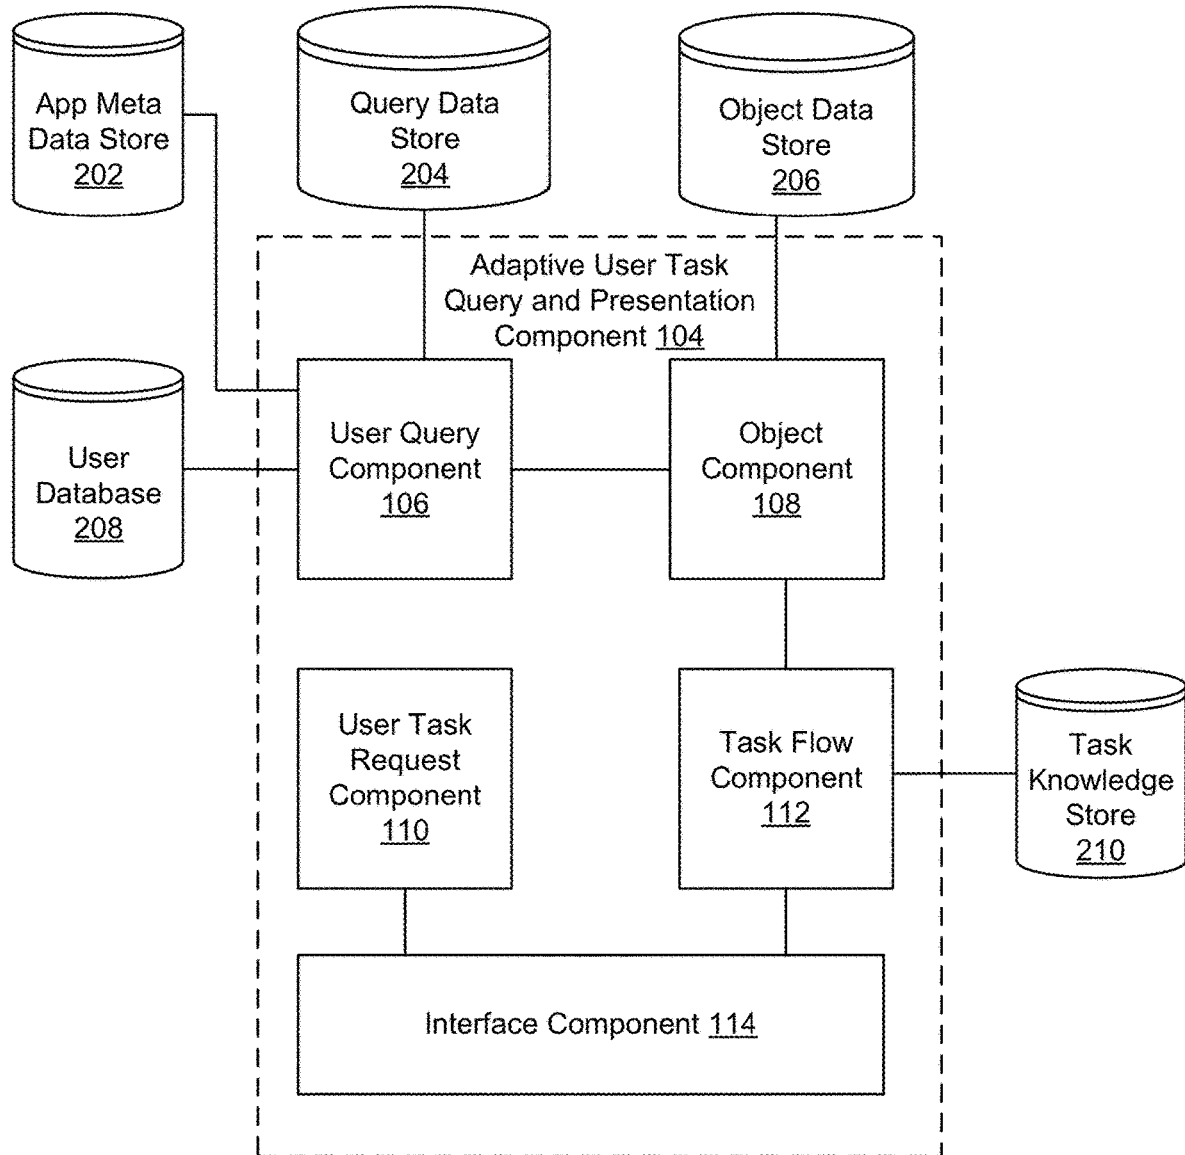 App Meta
Data Store
202
Query Data
Store
204
Object Data
Store
206
Adaptive User Task
Query and Presentation
Component 104
User
Database
208
User Query
Component
106
Object
Component
108
User Task
Request
Component
110
Task Flow
Component
112
Task
Knowledge
Store
210
Interface Component 114